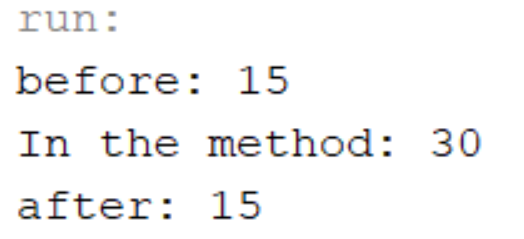 run:
before: 15
In the method: 30
after: 15